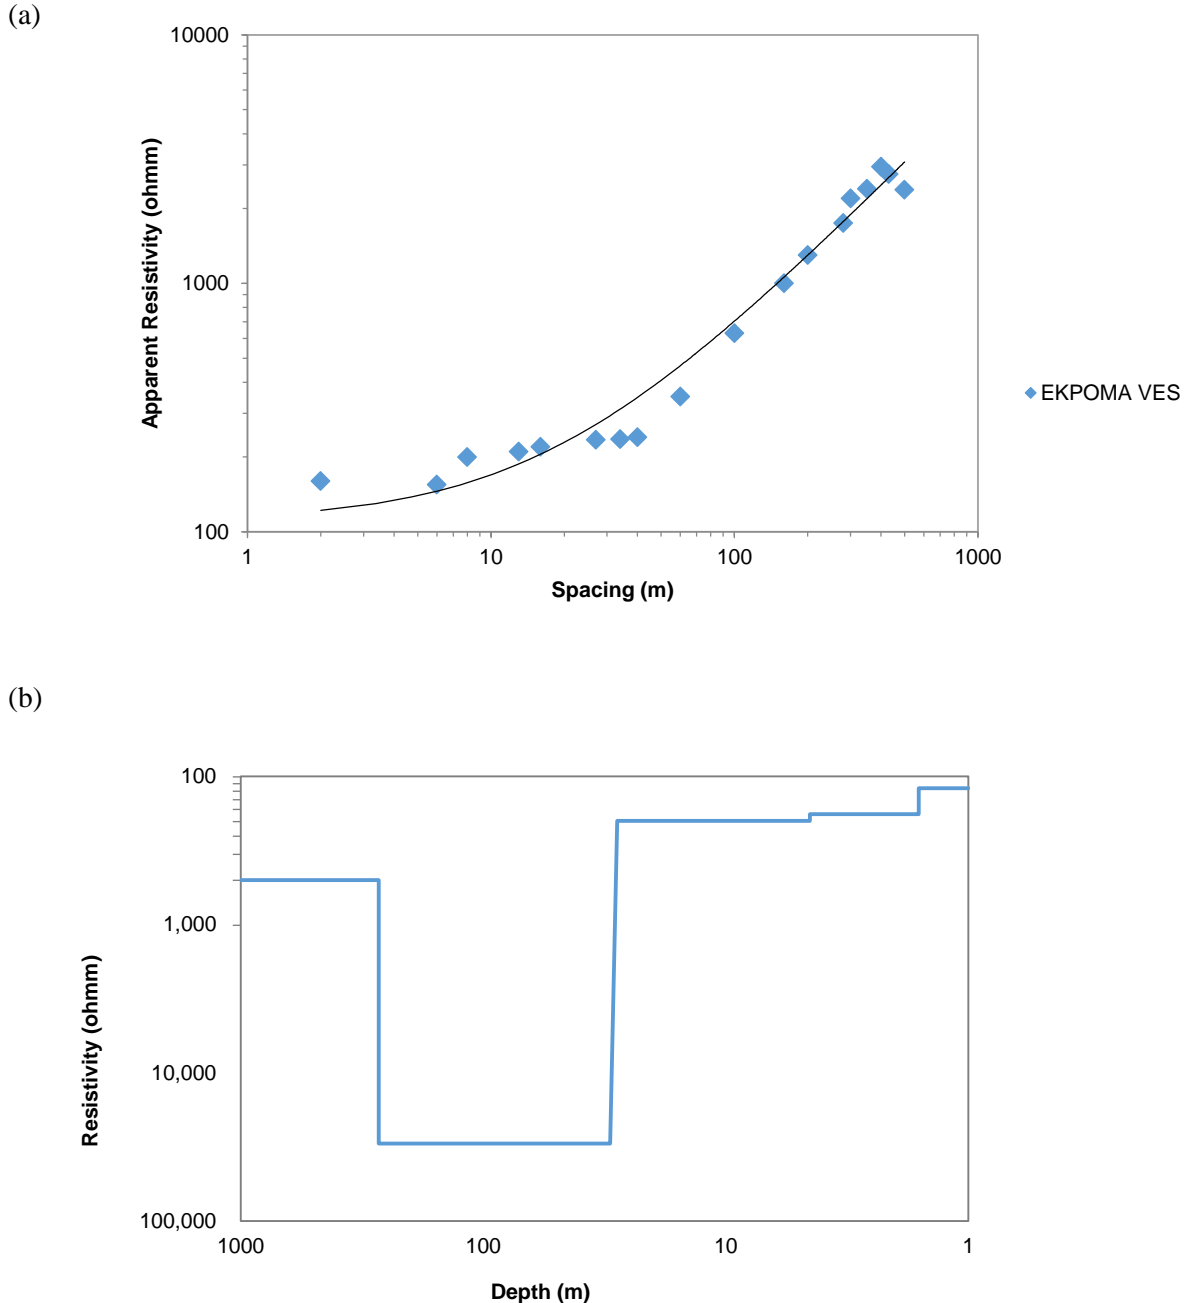 (a)
10000
1000
100
1 10 100 1000
Apparent Resistivity (ohmm)
Spacing (m)
EKPOMA VES
(b)
100
1,000
10,000
100,000
1000 100 10 1
Resistivity (ohmm)
Depth (m)